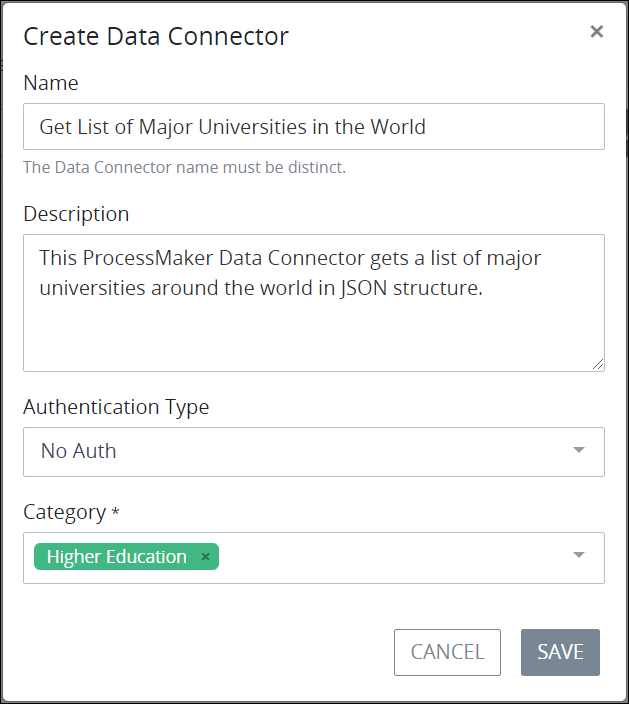 Create Data Connector ×
Name
Get List of Major Universities in the World
The Data Connector name must be distinct.
Description
This ProcessMaker Data Connector gets a list of major
universities around the world in JSON structure.
Authentication Type
No Auth
Category *
Higher Education ×
CANCEL SAVE